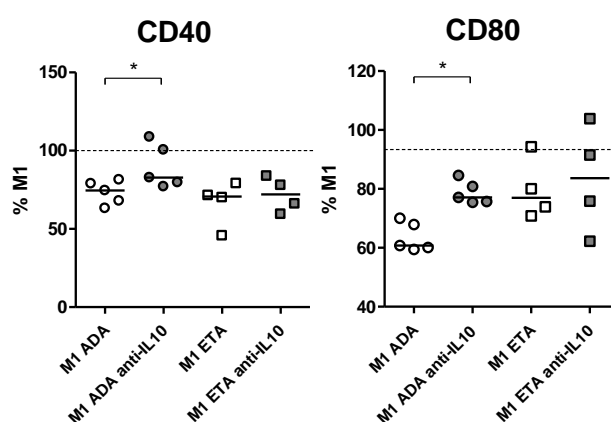 CD40
% M1
150
100
50
0
*
M1 ADA
M1 ADA anti-IL10
M1 ETA
M1 ETA anti-IL10
CD80
% M1
120
100
80
60
40
*
M1 ADA
M1 ADA anti-IL10
M1 ETA
M1 ETA anti-IL10